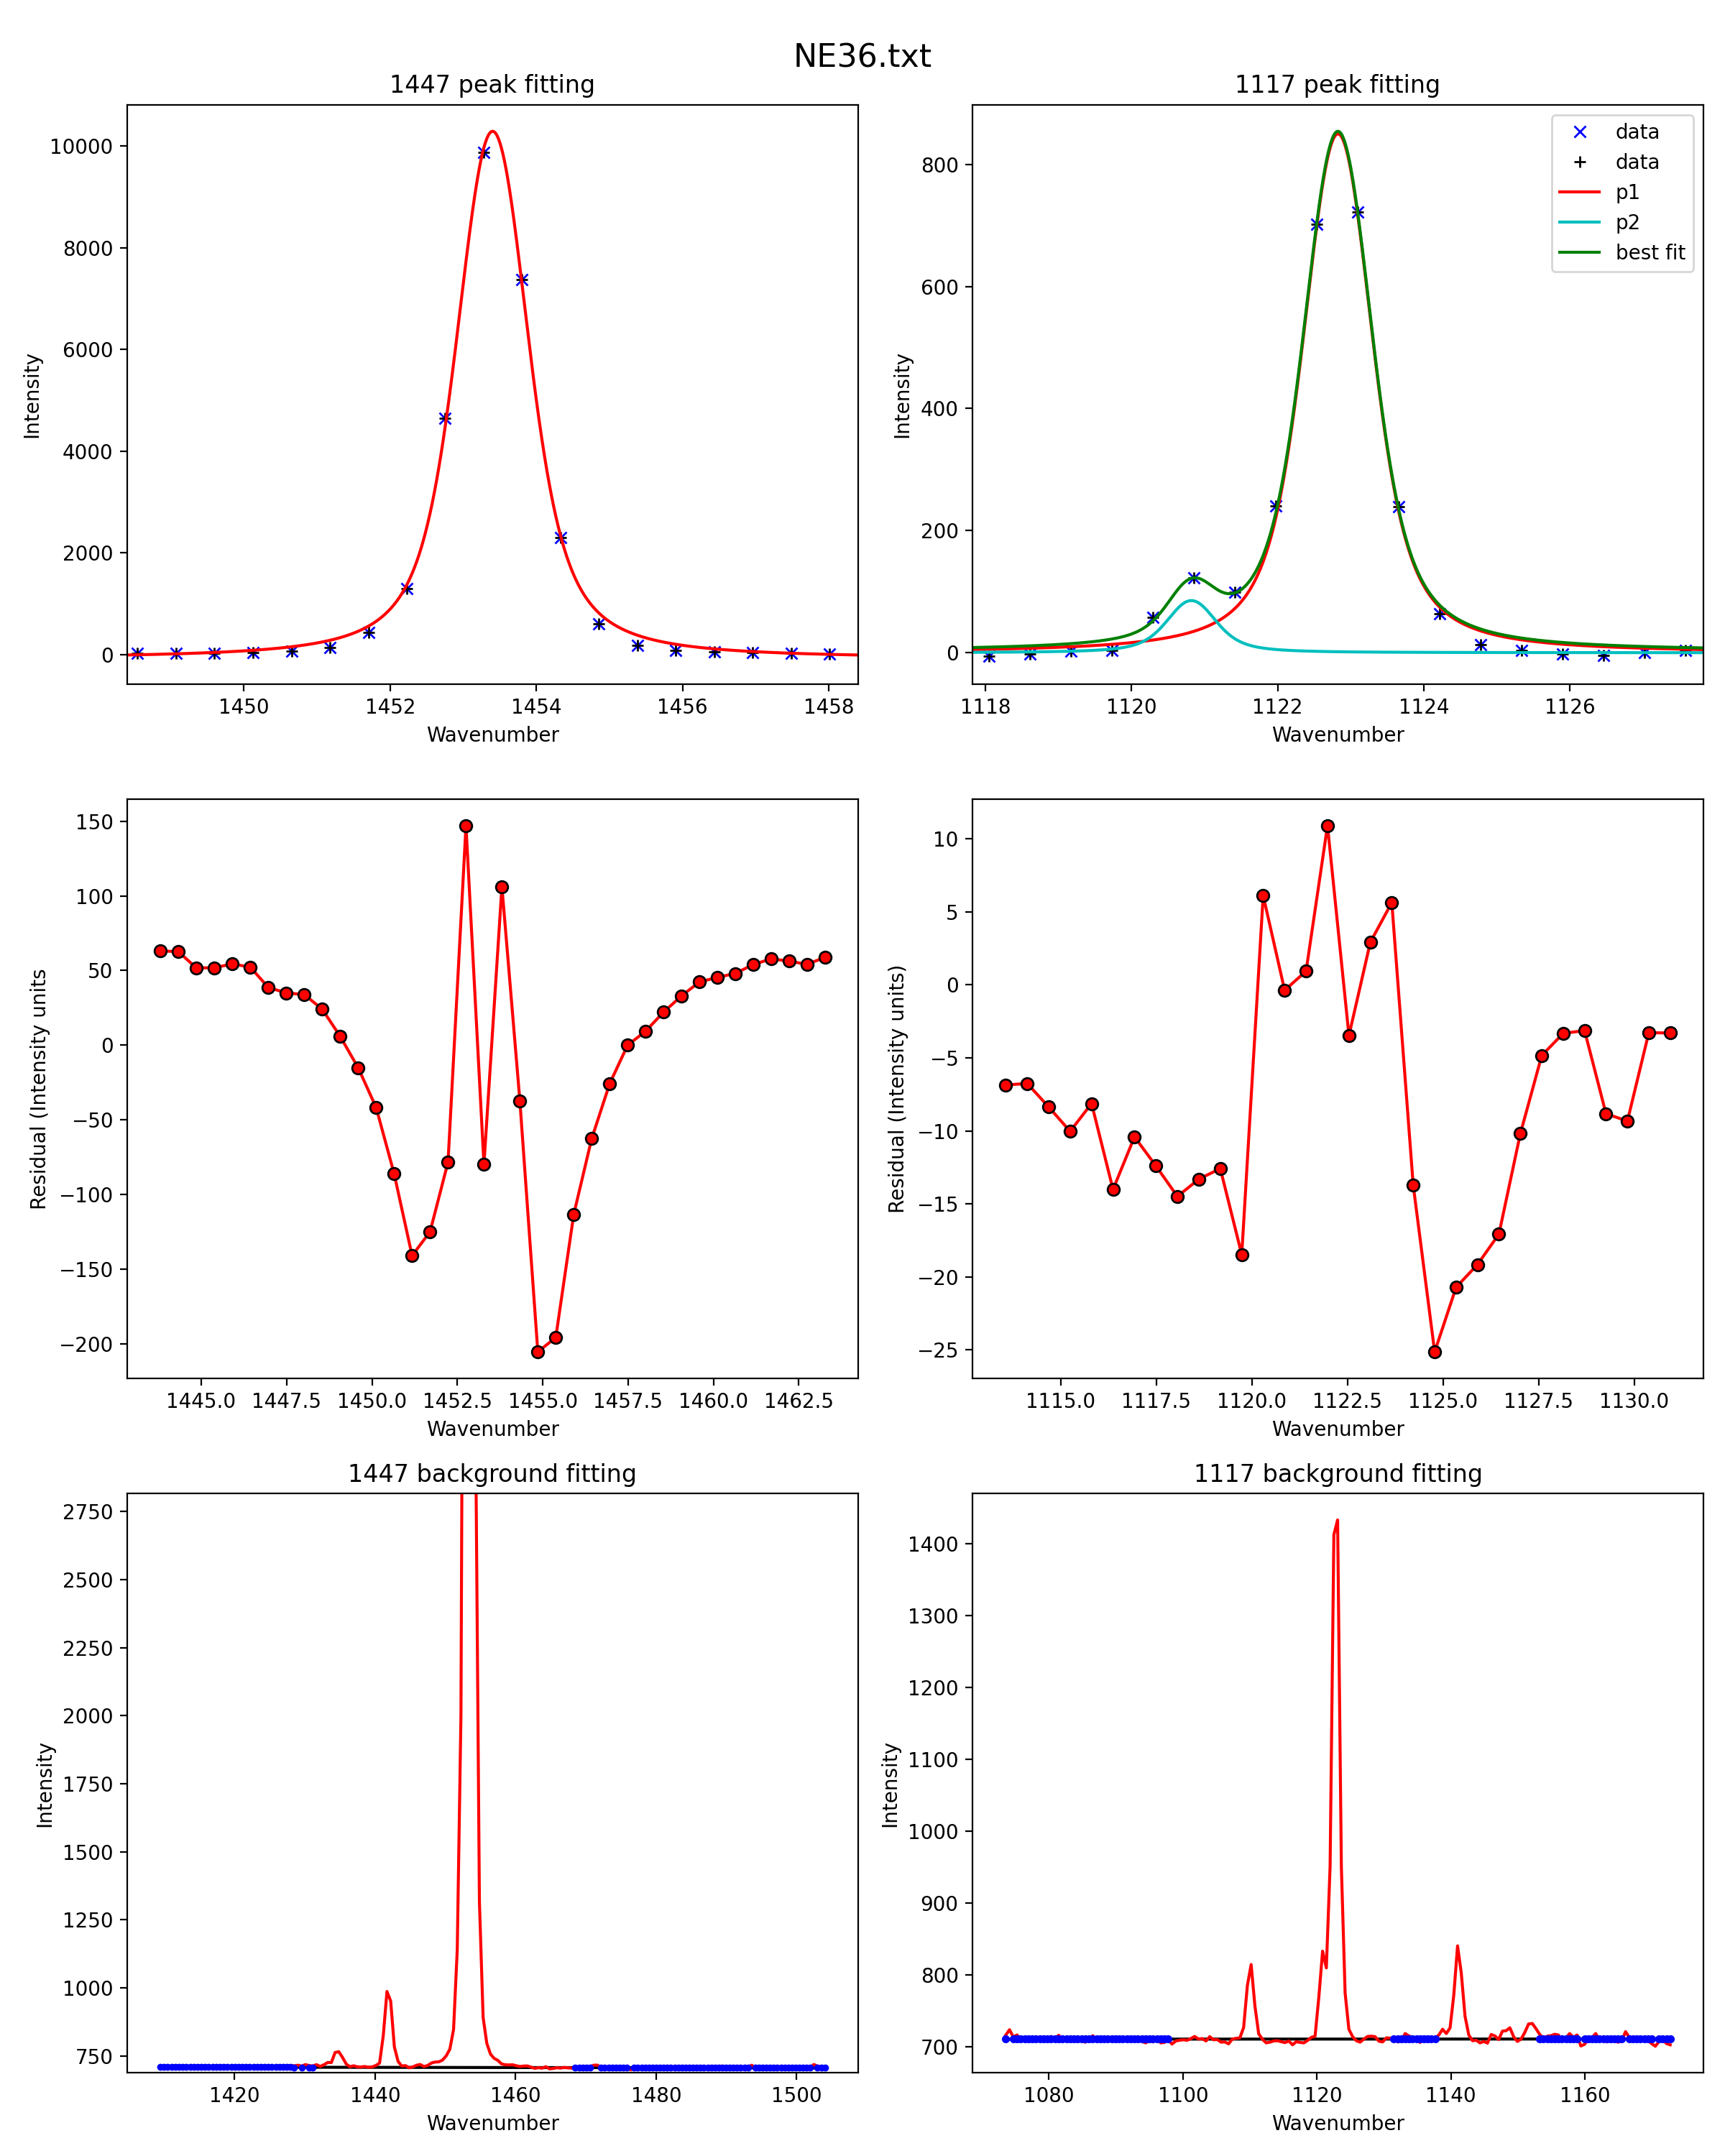 NE36.txt
1447 peak fitting
10000
8000
6000
4000
2000
0
Intensity
1450 1452 1454 1456 1458
Wavenumber
1117 peak fitting
800
600
400
200
0
Intensity
data
data
p1
p2
best fit
1118 1120 1122 1124 1126
Wavenumber
150
100
50
0
−50
−100
−150
−200
Residual (Intensity units
1445.0 1447.5 1450.0 1452.5 1455.0 1457.5 1460.0 1462.5
Wavenumber
10
5
0
−5
−10
−15
−20
−25
Residual (Intensity units)
1115.0 1117.5 1120.0 1122.5 1125.0 1127.5 1130.0
Wavenumber
1447 background fitting
2750
2500
2250
2000
1750
1500
1250
1000
750
Intensity
1420 1440 1460 1480 1500
Wavenumber
1117 background fitting
1400
1300
1200
1100
1000
900
800
700
Intensity
1080 1100 1120 1140 1160
Wavenumber